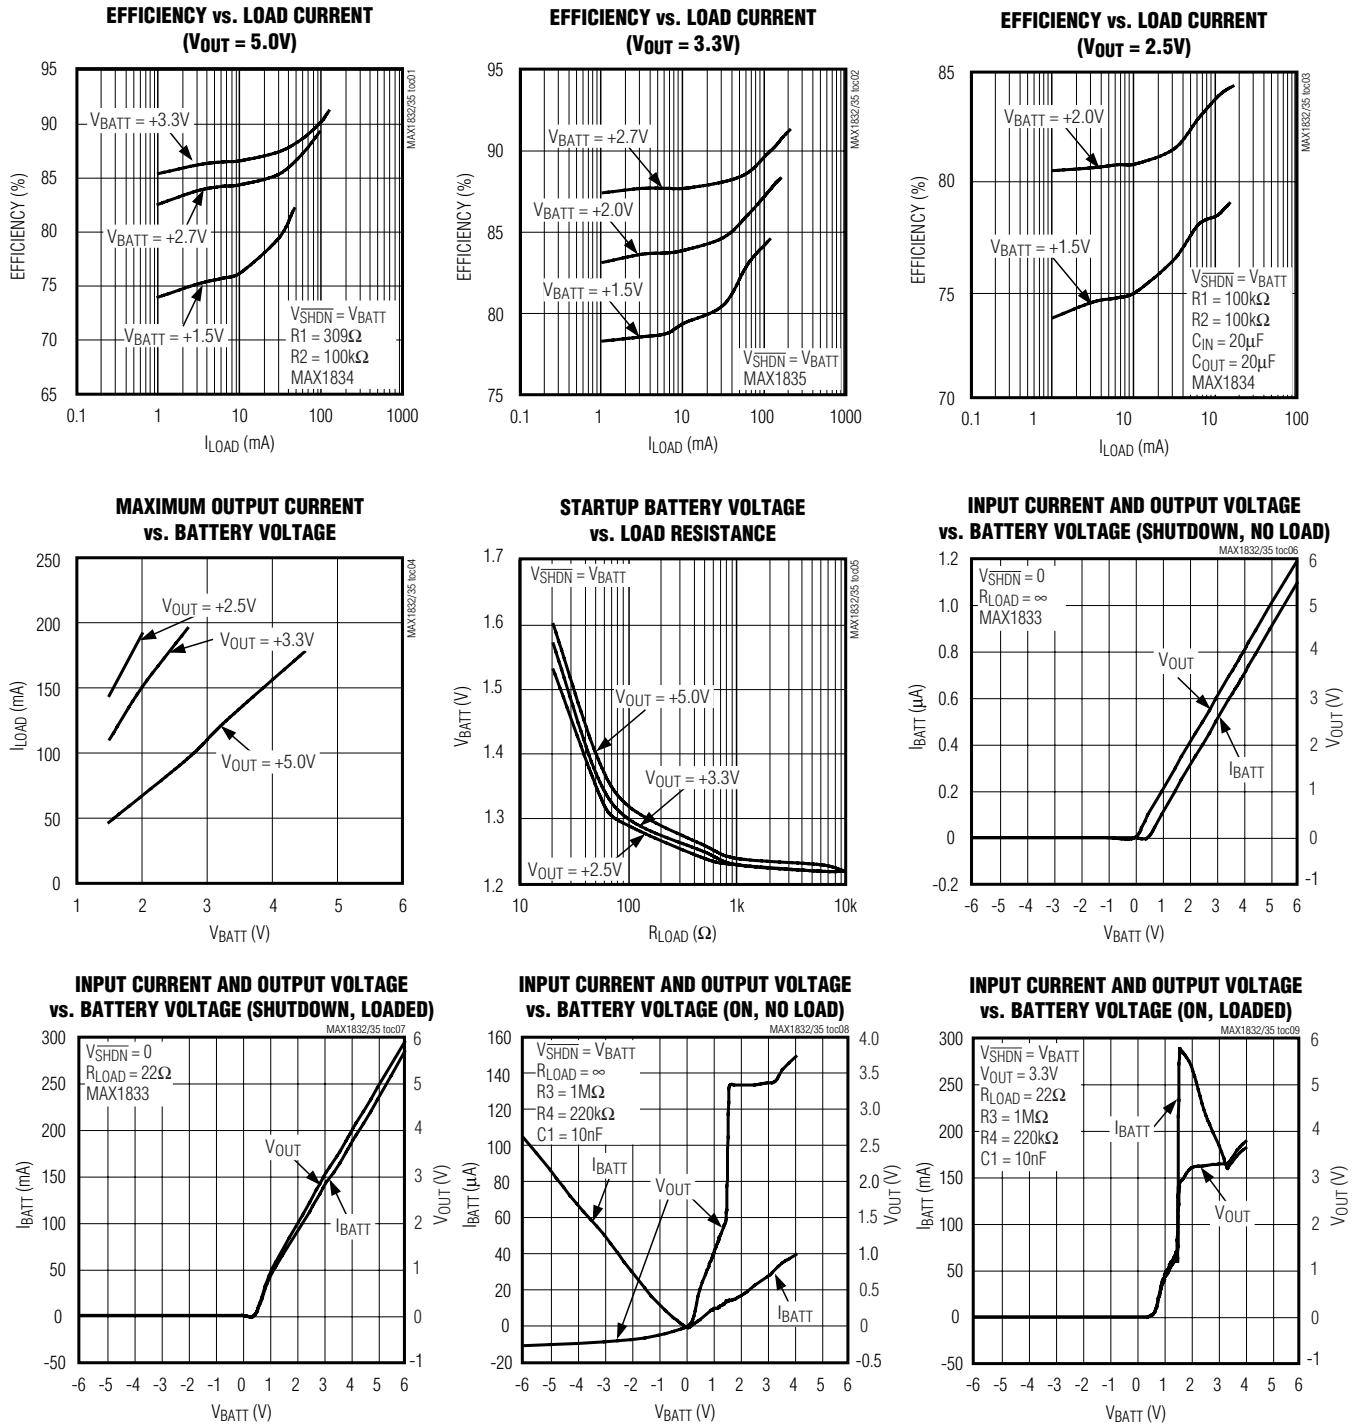 EFFICIENCY vs. LOAD CURRENT
(VOUT = 5.0V)
MAX1832/35 toc01
95
90
85
80
75
70
65
EFFICIENCY (%)
VBATT = +3.3V
VBATT = +2.7V
VBATT = +1.5V
VSHDN = VBATT
R1 = 309Ω
R2 = 100kΩ
MAX1834
0.1 1 10 100 1000
ILOAD (mA)
EFFICIENCY vs. LOAD CURRENT
(VOUT = 3.3V)
MAX1832/35 toc02
95
90
85
80
75
EFFICIENCY (%)
VBATT = +2.7V
VBATT = +2.0V
VBATT = +1.5V
VSHDN = VBATT
MAX1835
0.1 1 10 100 1000
ILOAD (mA)
EFFICIENCY vs. LOAD CURRENT
(VOUT = 2.5V)
MAX1832/35 toc03
85
80
75
70
EFFICIENCY (%)
VBATT = +2.0V
VBATT = +1.5V
VSHDN = VBATT
R1 = 100kΩ
R2 = 100kΩ
CIN = 20µF
COUT = 20µF
MAX1834
0.1 1 10 10 100
ILOAD (mA)
MAXIMUM OUTPUT CURRENT
vs. BATTERY VOLTAGE
MAX1832/35 toc04
250
200
150
100
50
0
ILOAD (mA)
VOUT = +2.5V
VOUT = +3.3V
VOUT = +5.0V
1 2 3 4 5 6
VBATT (V)
STARTUP BATTERY VOLTAGE
vs. LOAD RESISTANCE
MAX1832/35 toc05
1.7
1.6
1.5
1.4
1.3
1.2
VBATT (V)
VSHDN = VBATT
VOUT = +5.0V
VOUT = +3.3V
VOUT = +2.5V
10 100 1k 10k
RLOAD (Ω)
INPUT CURRENT AND OUTPUT VOLTAGE
vs. BATTERY VOLTAGE (SHUTDOWN, NO LOAD)
MAX1832/35 toc06
1.2
1.0
0.8
0.6
0.4
0.2
0
-0.2
IBATT (µA)
VSHDN = 0
RLOAD = ∞
MAX1833
VOUT
IBATT
6
5
4
3
2
1
0
-1
VOUT (V)
-6 -5 -4 -3 -2 -1 0 1 2 3 4 5 6
VBATT (V)
INPUT CURRENT AND OUTPUT VOLTAGE
vs. BATTERY VOLTAGE (SHUTDOWN, LOADED)
MAX1832/35 toc07
300
250
200
150
100
50
0
-50
IBATT (mA)
VSHDN = 0
RLOAD = 22Ω
MAX1833
VOUT
IBATT
6
5
4
3
2
1
0
-1
VOUT (V)
-6 -5 -4 -3 -2 -1 0 1 2 3 4 5 6
VBATT (V)
INPUT CURRENT AND OUTPUT VOLTAGE
vs. BATTERY VOLTAGE (ON, NO LOAD)
MAX1832/35 toc08
160
140
120
100
80
60
40
20
0
-20
IBATT (µA)
VSHDN = VBATT
RLOAD = ∞
R3 = 1MΩ
R4 = 220kΩ
C1 = 10nF
IBATT
VOUT
IBATT
4.0
3.5
3.0
2.5
2.0
1.5
1.0
0.5
0
-0.5
VOUT (V)
-6 -5 -4 -3 -2 -1 0 1 2 3 4 5 6
VBATT (V)
INPUT CURRENT AND OUTPUT VOLTAGE
vs. BATTERY VOLTAGE (ON, LOADED)
MAX1832/35 toc09
300
250
200
150
100
50
0
-50
IBATT (mA)
VSHDN = VBATT
VOUT = 3.3V
RLOAD = 22Ω
R3 = 1MΩ
R4 = 220kΩ
C1 = 10nF
IBATT
VOUT
6
5
4
3
2
1
0
-1
VOUT (V)
-6 -5 -4 -3 -2 -1 0 1 2 3 4 5 6
VBATT (V)